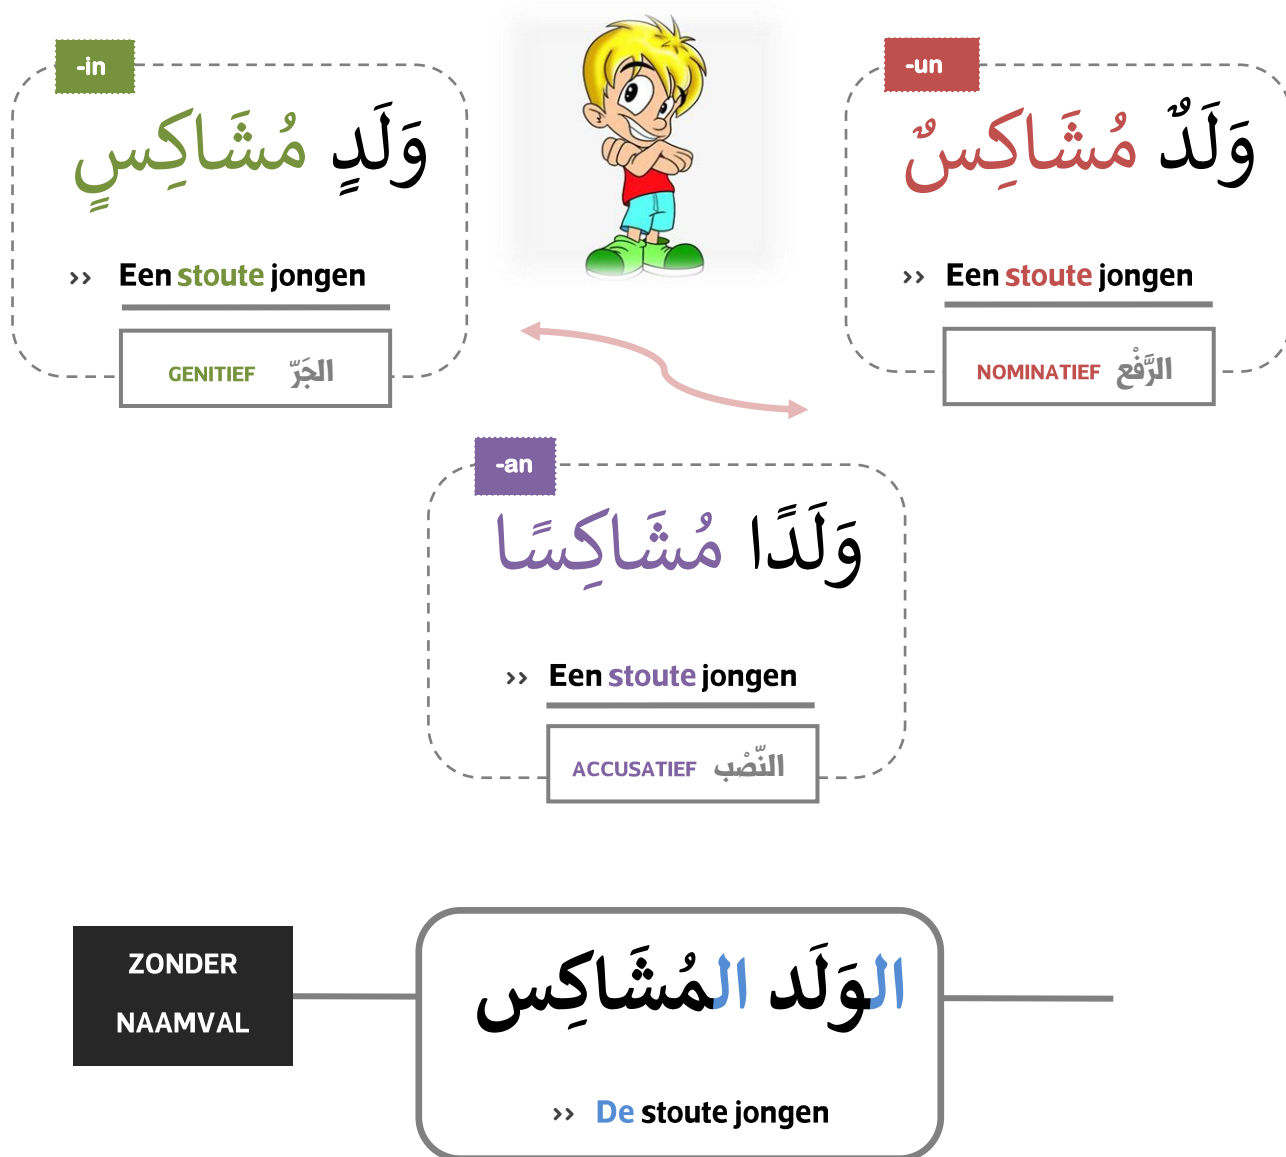 -in
وَلَدٍ مُشَاكِسٍ
›› Een stoute jongen
GENITIEF الجَرّ
-un
وَلَدٌ مُشَاكِسٌ
›› Een stoute jongen
NOMINATIEF الرَّفْع
-an
وَلَدًا مُشَاكِسًا
›› Een stoute jongen
ACCUSATIEF النّصْب
ZONDER
NAAMVAL
الوَلَد المُشَاكِس
›› De stoute jongen